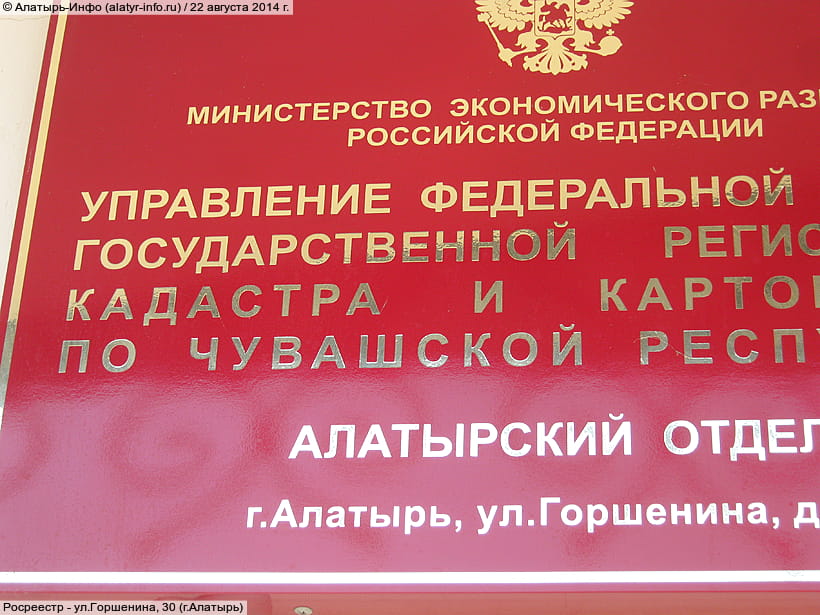 © Алатырь-Инфо (alatyr-info.ru) / 22 августа 2014 г.
МИНИСТЕРСТВО ЭКОНОМИЧЕСКОГО РАЗ
РОССИЙСКОЙ ФЕДЕРАЦИИ
УПРАВЛЕНИЕ ФЕДЕРАЛЬНОЙ
ГОСУДАРСТВЕННОЙ РЕГИС
КАДАСТРА И КАРТО
ПО ЧУВАШСКОЙ РЕСП
АЛАТЫРСКИЙ ОТДЕЛ
г.Алатырь, ул.Горшенина, д
Росреестр - ул.Горшенина, 30 (г.Алатырь)